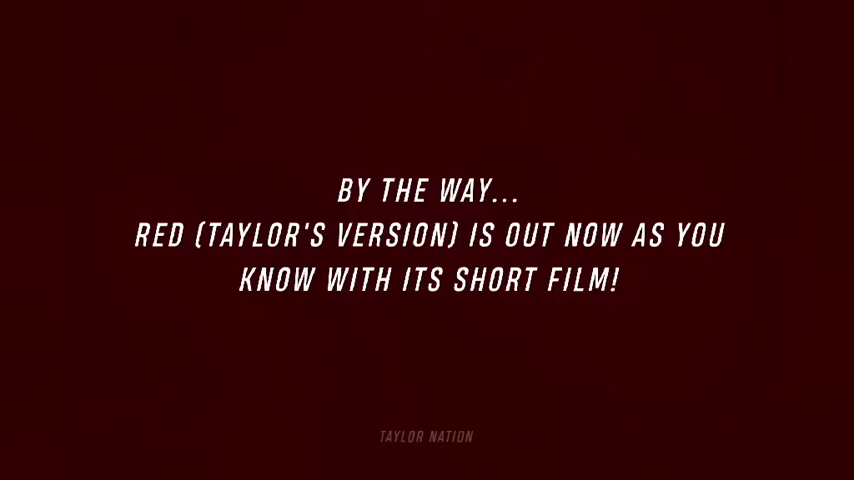 BY THE WAY...
RED (TAYLOR'S VERSION) IS OUT NOW AS YOU
KNOW WITH ITS SHORT FILM!
TAYLOR NATION